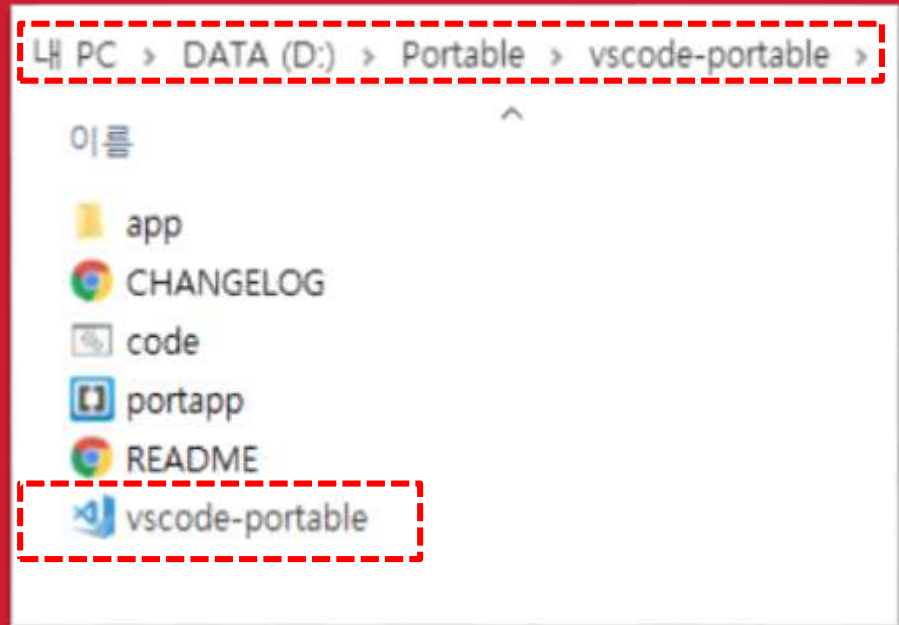 내 PC > DATA (D:) > Portable > vscode-portable >
이름
app
CHANGELOG
code
portapp
README
vscode-portable